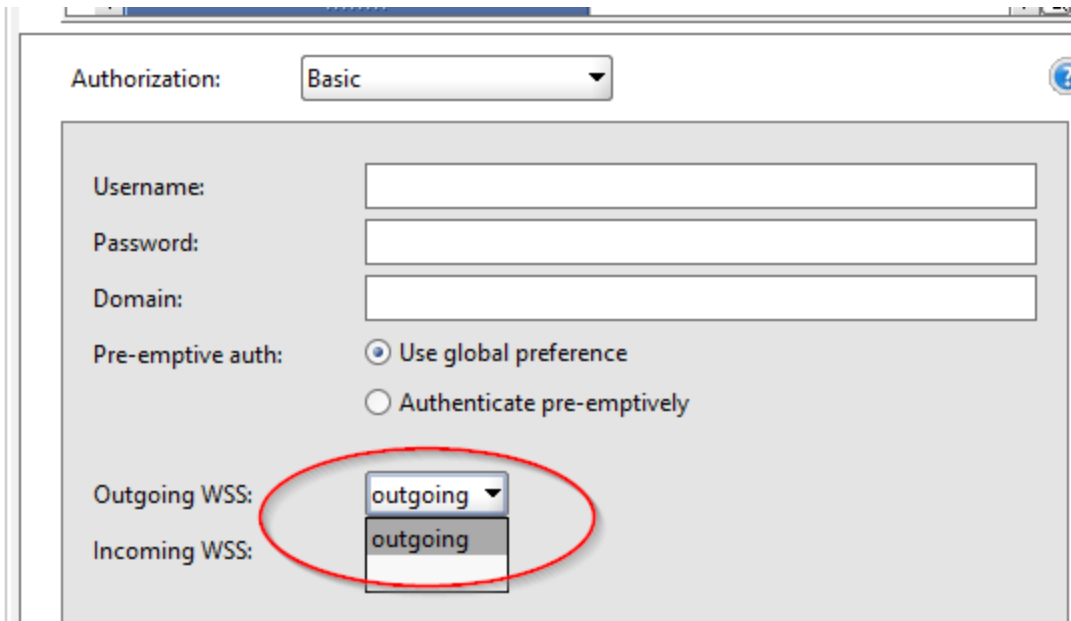 Authorization: Basic
Username:
Password:
Domain:
Pre-emptive auth: Use global preference
Authenticate pre-emptively
Outgoing WSS: outgoing
outgoing
Incoming WSS: